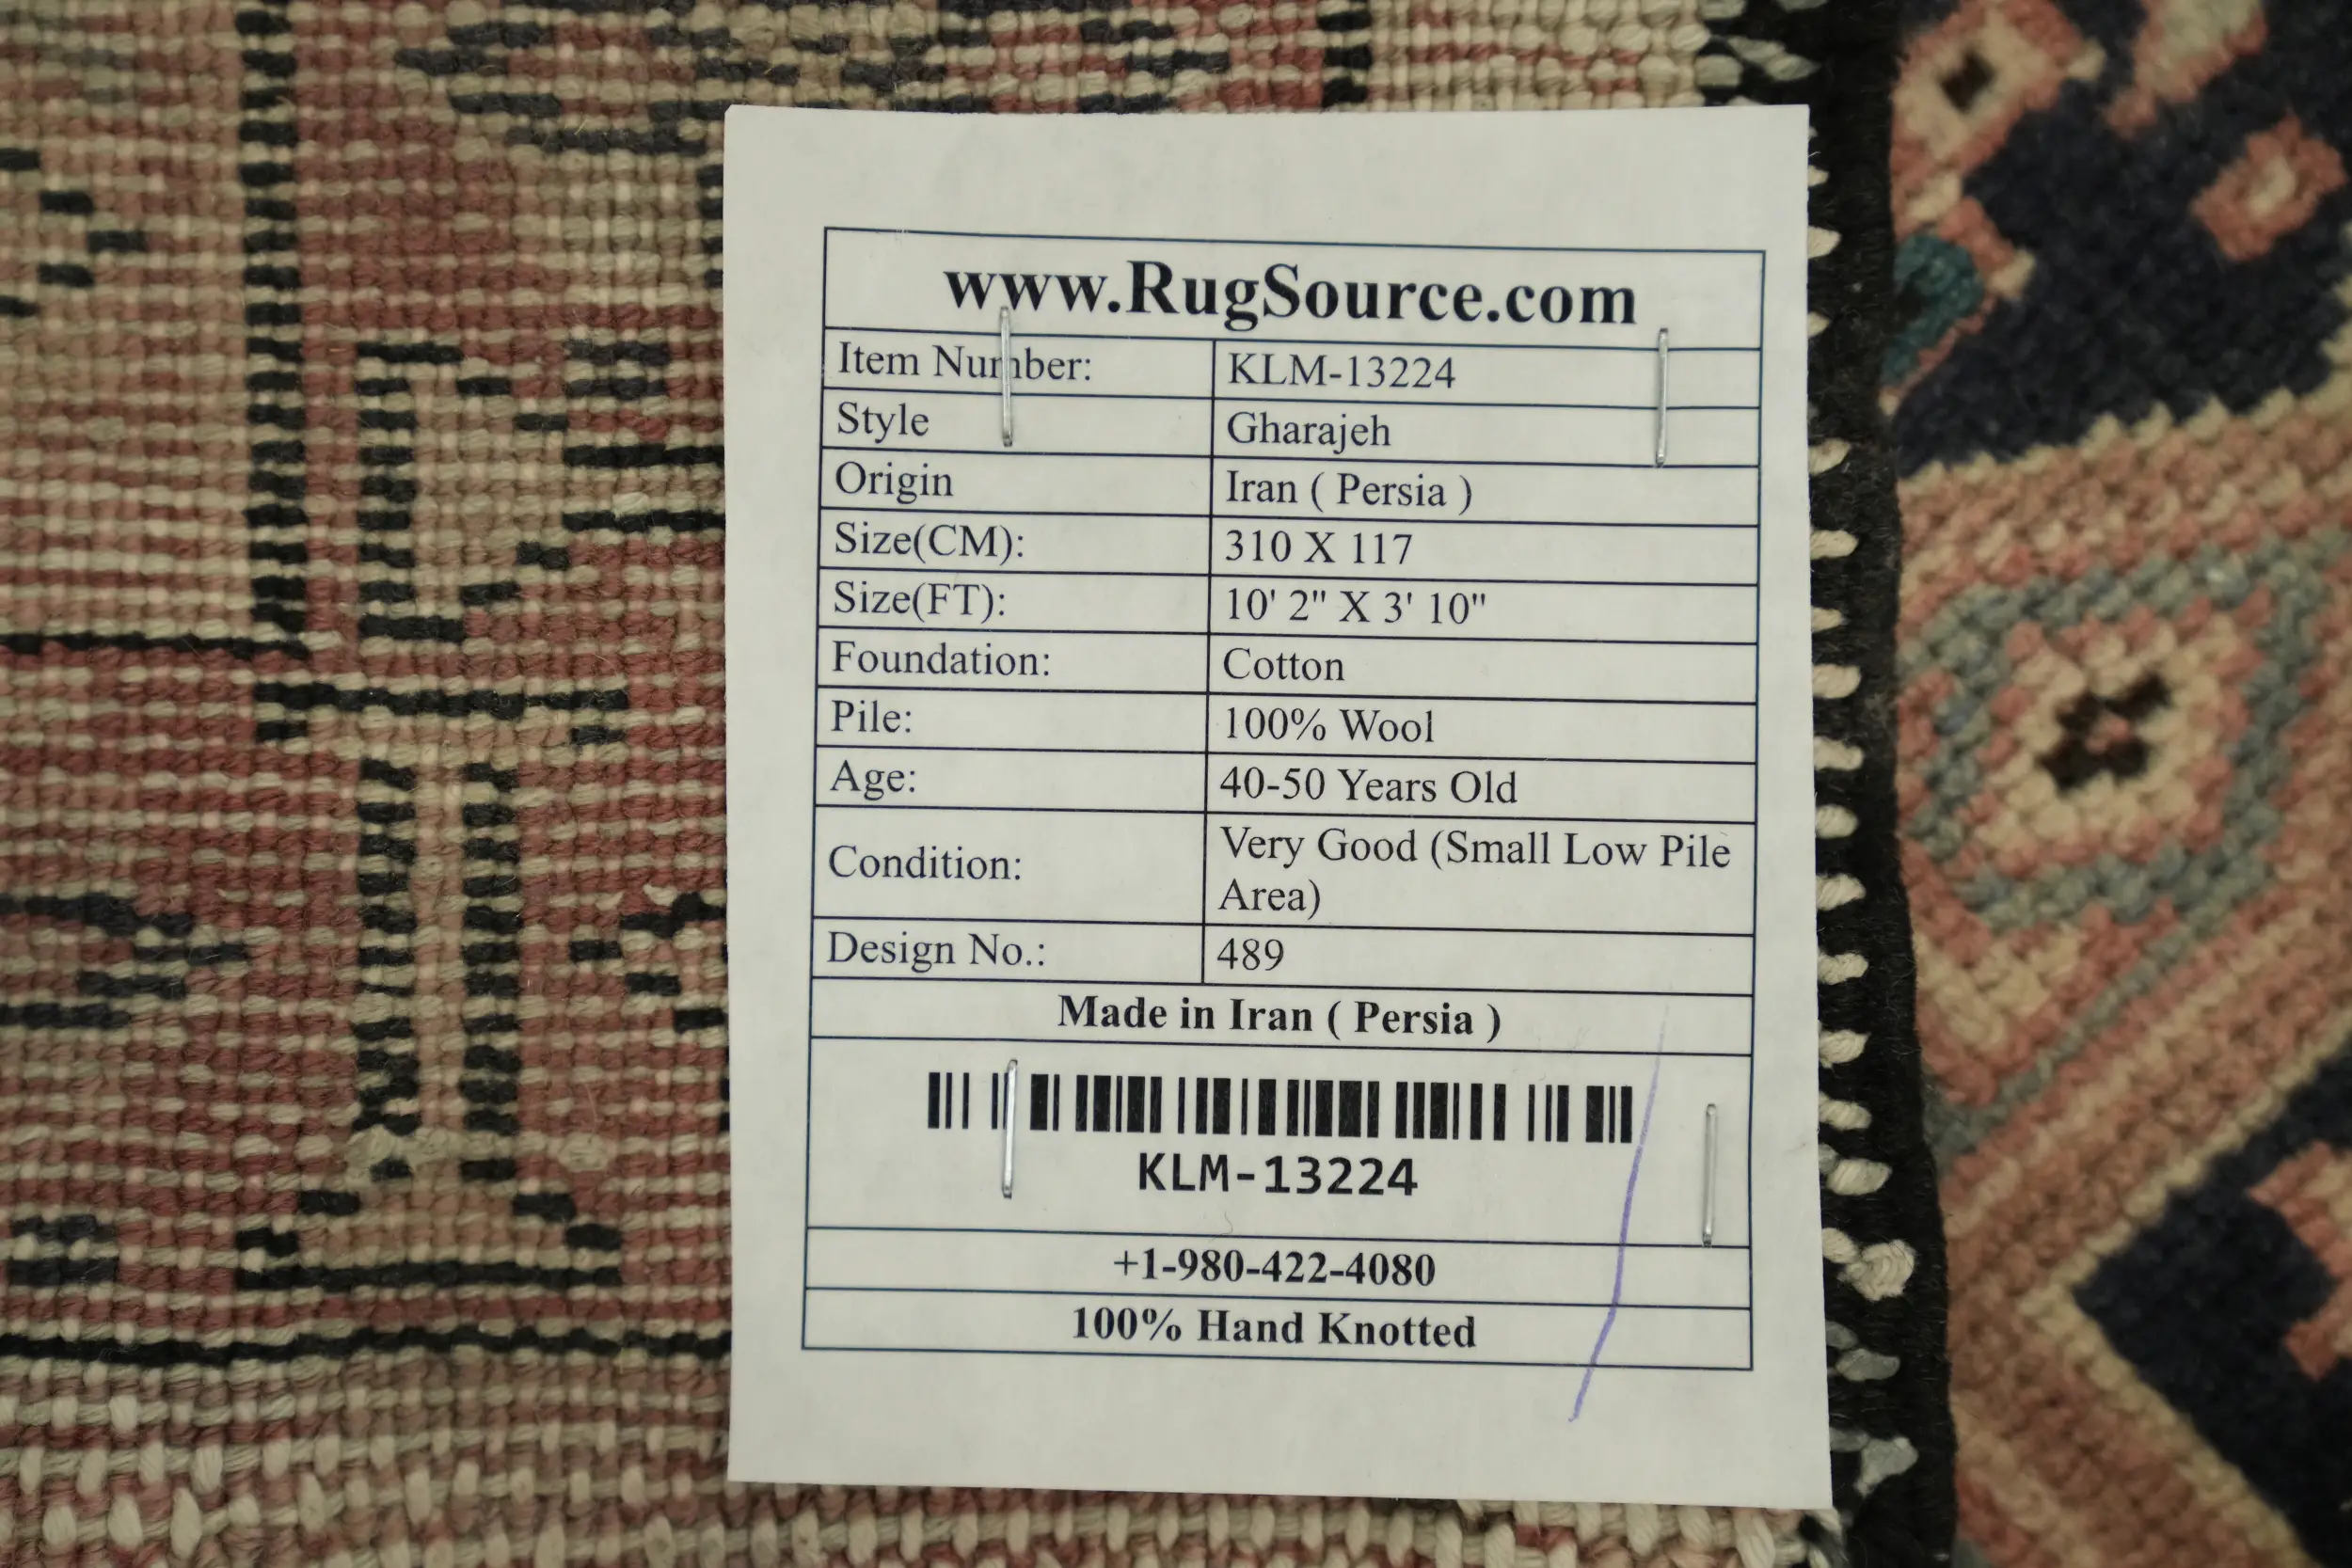 www.RugSource.com
Item Number: KLM-13224
Style Gharajeh
Origin Iran ( Persia )
Size(CM): 310 X 117
Size(FT): 10' 2" X 3' 10"
Foundation: Cotton
Pile: 100% Wool
Age: 40-50 Years Old
Condition: Very Good (Small Low Pile
Area)
Design No.: 489
Made in Iran ( Persia )
KLM-13224
+1-980-422-4080
100% Hand Knotted